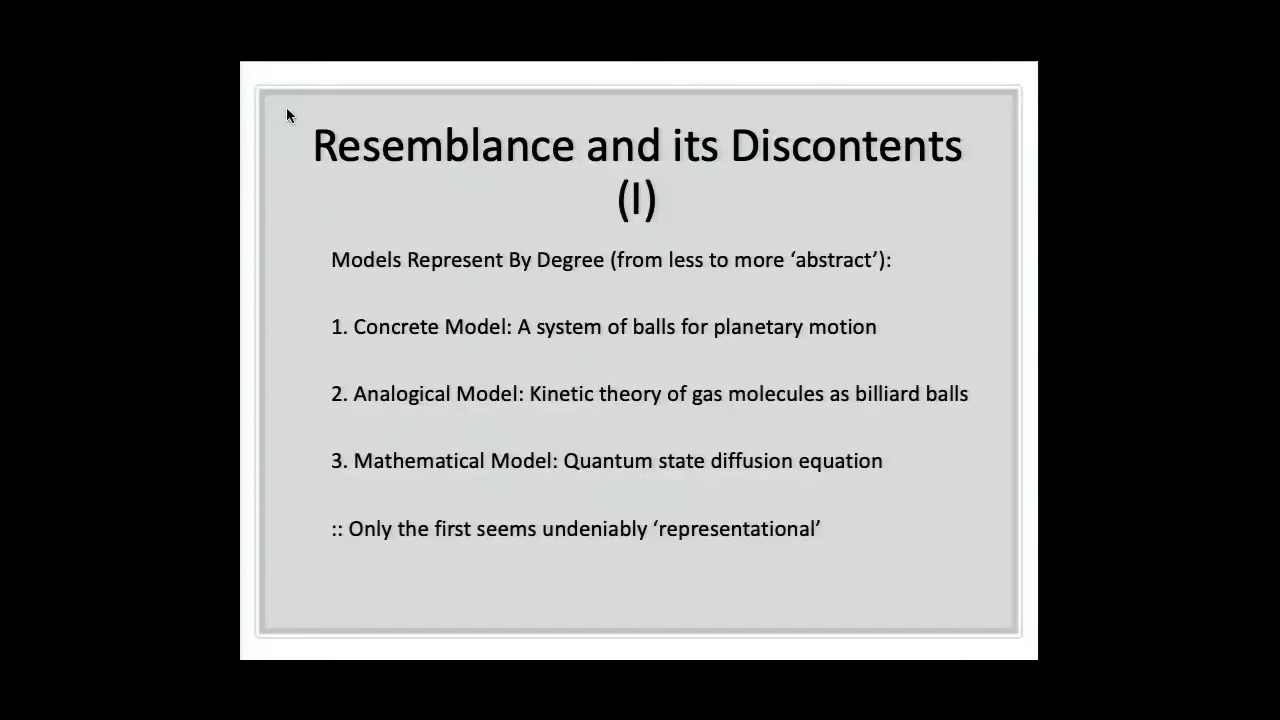 Resemblance and its Discontents
(I)
Models Represent By Degree (from less to more ‘abstract’):
1. Concrete Model: A system of balls for planetary motion
2. Analogical Model: Kinetic theory of gas molecules as billiard balls
3. Mathematical Model: Quantum state diffusion equation
:: Only the first seems undeniably ‘representational’